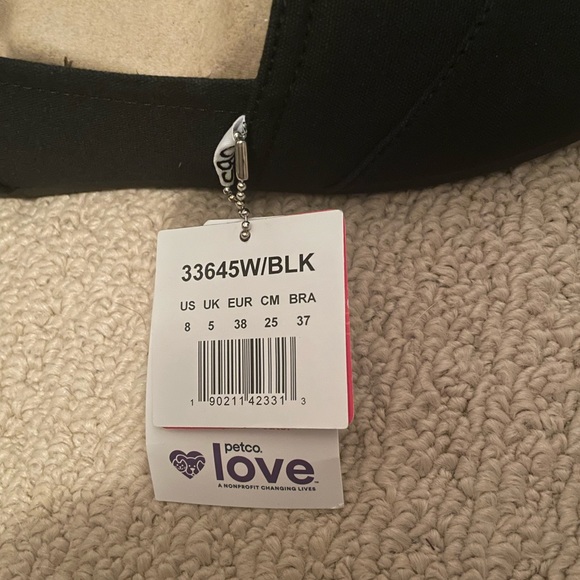 33645W/BLK
US UK EUR CM BRA
8 5 38 25 37
1 90211 42331 3
petco.
love™
A NONPROFIT CHANGING LIVES